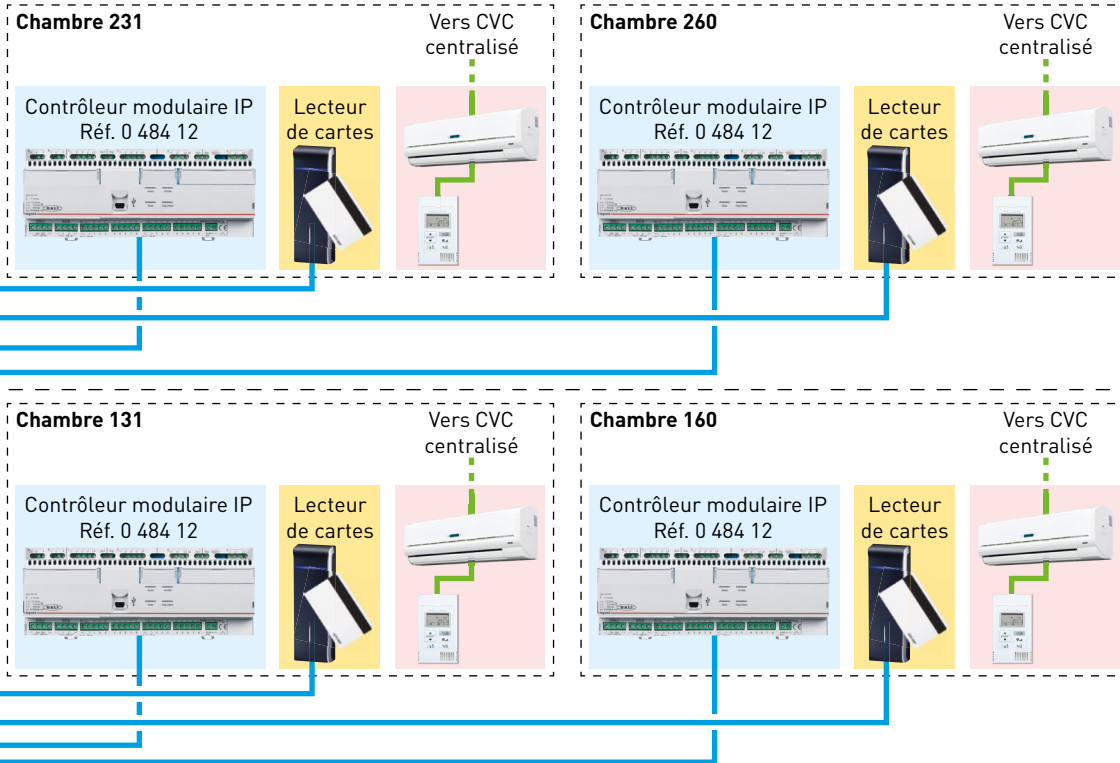 Chambre 231
Vers CVC
centralisé
Contrôleur modulaire IP
Réf. 0 484 12
Lecteur
de cartes
Chambre 260
Vers CVC
centralisé
Contrôleur modulaire IP
Réf. 0 484 12
Lecteur
de cartes
Chambre 131
Vers CVC
centralisé
Contrôleur modulaire IP
Réf. 0 484 12
Lecteur
de cartes
Chambre 160
Vers CVC
centralisé
Contrôleur modulaire IP
Réf. 0 484 12
Lecteur
de cartes